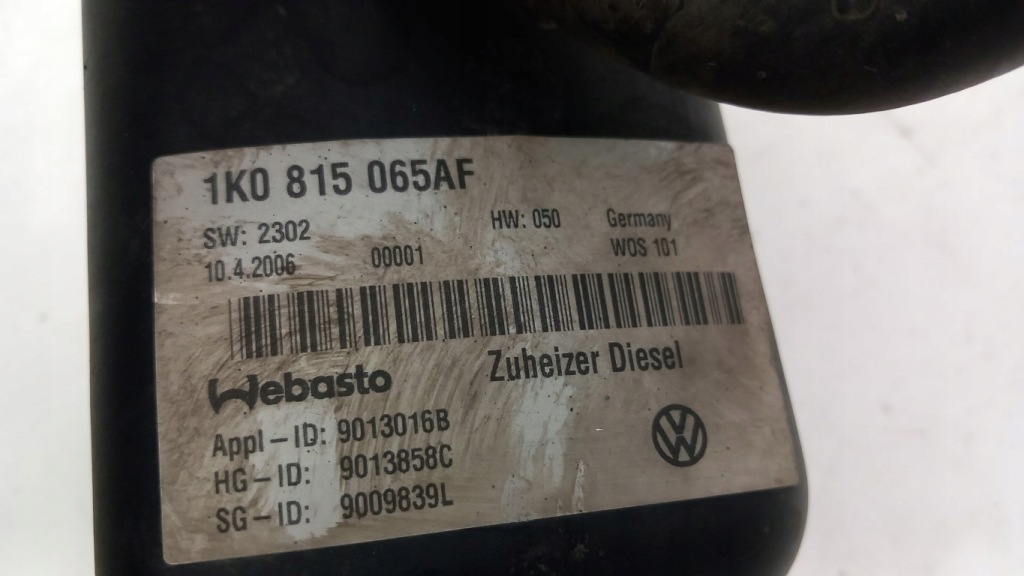 1K0 815 065AF
SW: 2302 HW: 050 Germany
10.4.2006 00001 WOS 101
Webasto Zuheizer Diesel
Appl-ID: 9013016B
HG-ID: 9013858C
SG-ID: 9009839L
VW